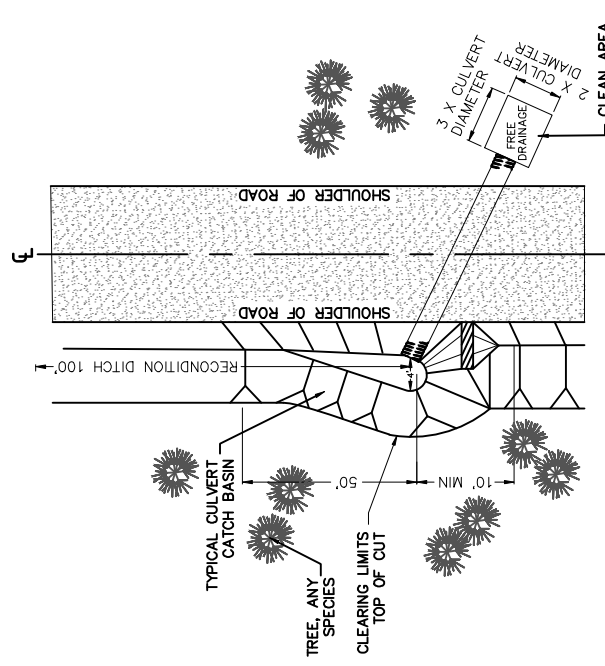 ℄
SHOULDER OF ROAD
SHOULDER OF ROAD
3 X CULVERT
DIAMETER
2 X CULVERT
DIAMETER
FREE
DRAINAGE
CLEAN AREA
RECONDITION DITCH 100'
4'
50'
10' MIN
TYPICAL CULVERT
CATCH BASIN
TREE, ANY
SPECIES
CLEARING LIMITS
TOP OF CUT